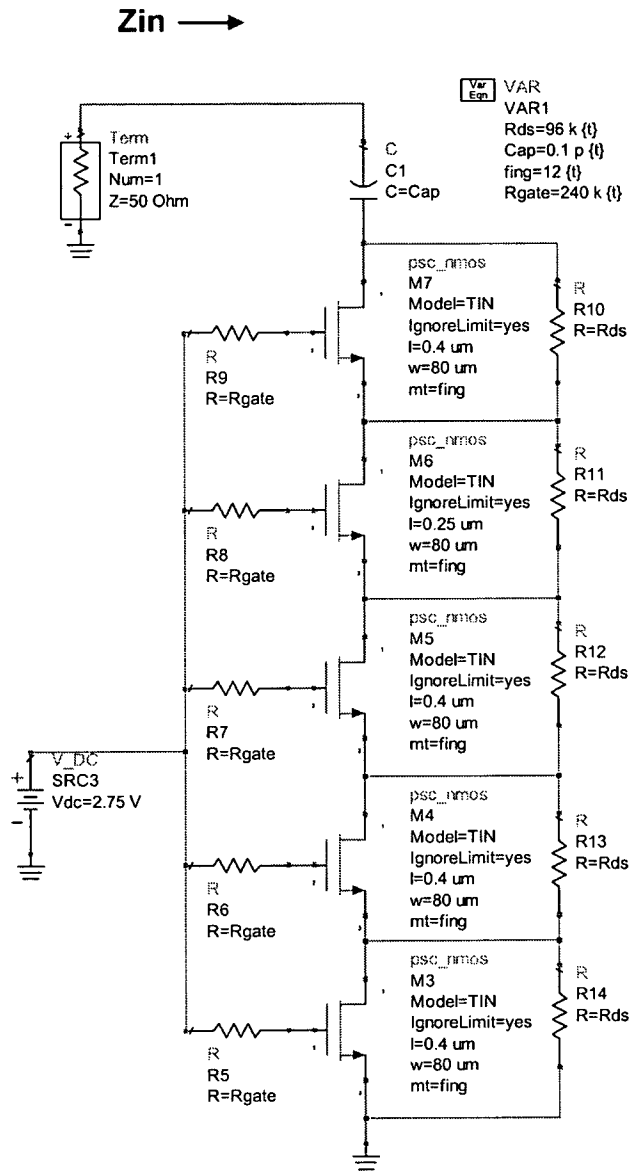 Zin
Term
Term1
Num=1
Z=50 Ohm
C
C1
C=Cap
Var
Eqn
VAR
VAR1
Rds=96 k {t}
Cap=0.1 p {t}
fing=12 {t}
Rgate=240 k {t}
psc_nmos
M7
Model=TIN
IgnoreLimit=yes
l=0.4 um
w=80 um
mt=fing
R
R10
R=Rds
R
R9
R=Rgate
psc_nmos
M6
Model=TIN
IgnoreLimit=yes
l=0.25 um
w=80 um
mt=fing
R
R11
R=Rds
R
R8
R=Rgate
psc_nmos
M5
Model=TIN
IgnoreLimit=yes
l=0.4 um
w=80 um
mt=fing
R
R12
R=Rds
R
R7
R=Rgate
V_DC
SRC3
Vdc=2.75 V
psc_nmos
M4
Model=TIN
IgnoreLimit=yes
l=0.4 um
w=80 um
mt=fing
R
R13
R=Rds
R
R6
R=Rgate
psc_nmos
M3
Model=TIN
IgnoreLimit=yes
l=0.4 um
w=80 um
mt=fing
R
R14
R=Rds
R
R5
R=Rgate